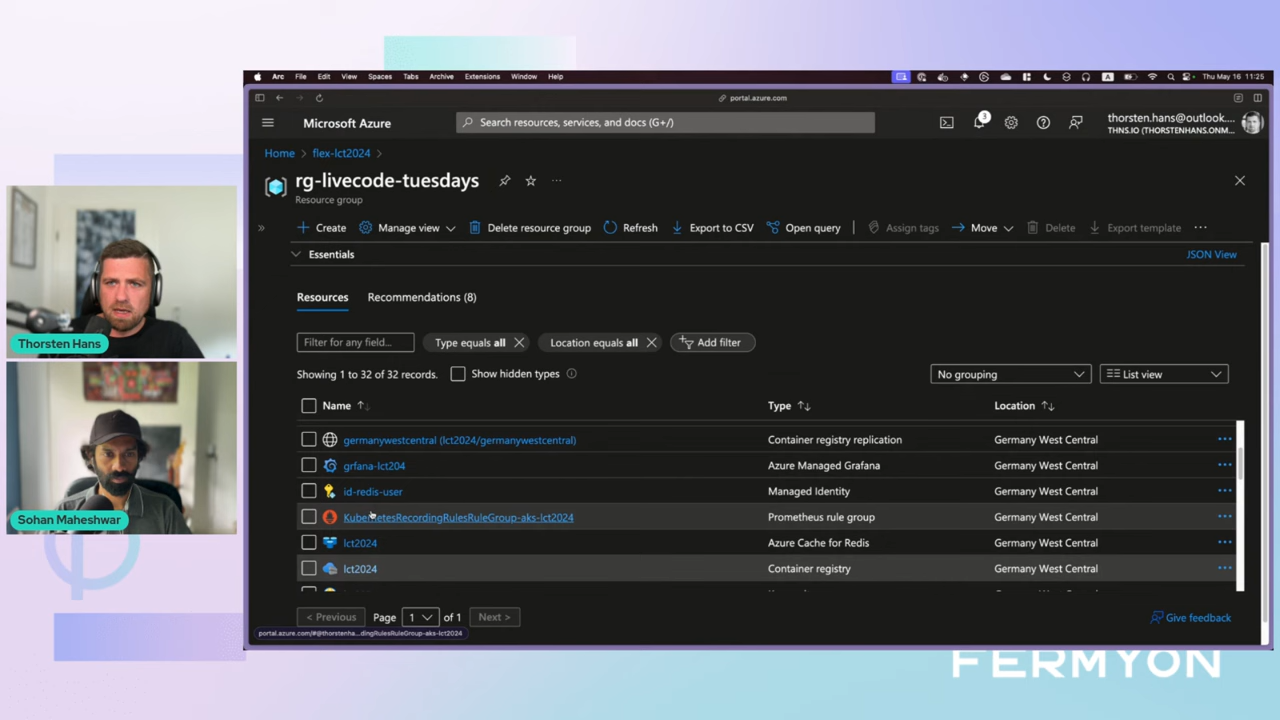 Arc File Edit View Spaces Tabs Archive Extensions Window Help Thu May 16 11:25
portal.azure.com
Microsoft Azure
Search resources, services, and docs (G+/)
3
thorsten.hans@outlook....
THNS.IO (THORSTENHANS.ONM...
Home > flex-lct2024 >
rg-livecode-tuesdays
Resource group
Create
Manage view
Delete resource group
Refresh
Export to CSV
Open query
Assign tags
Move
Delete
Export template
Essentials
JSON View
Resources
Recommendations (8)
Filter for any field...
Type equals all
Location equals all
Add filter
Showing 1 to 32 of 32 records.
Show hidden types
No grouping
List view
Name
Type
Location
germanywestcentral (lct2024/germanywestcentral) Container registry replication Germany West Central
grfana-lct204 Azure Managed Grafana Germany West Central
id-redis-user Managed Identity Germany West Central
KubernetesRecordingRulesRuleGroup-aks-lct2024 Prometheus rule group Germany West Central
lct2024 Azure Cache for Redis Germany West Central
lct2024 Container registry Germany West Central
< Previous
Page 1 of 1
Next >
Give feedback
portal.azure.com/#@thorstenha...dingRulesRuleGroup-aks-lct2024
Thorsten Hans
Sohan Maheshwar
FERMYON